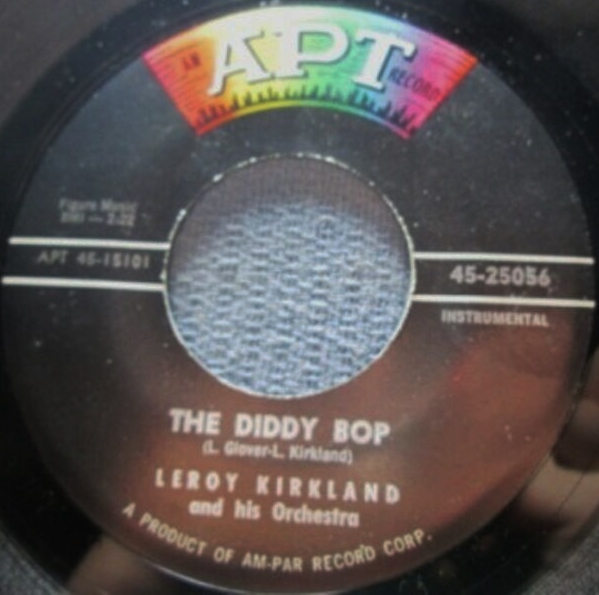 AN APT RECORD
Figure Music
BMI — 2:22
APT 45-15101
45-25056
INSTRUMENTAL
THE DIDDY BOP
(L. Glover-L. Kirkland)
LEROY KIRKLAND
and his Orchestra
A PRODUCT OF AM-PAR RECORD CORP.